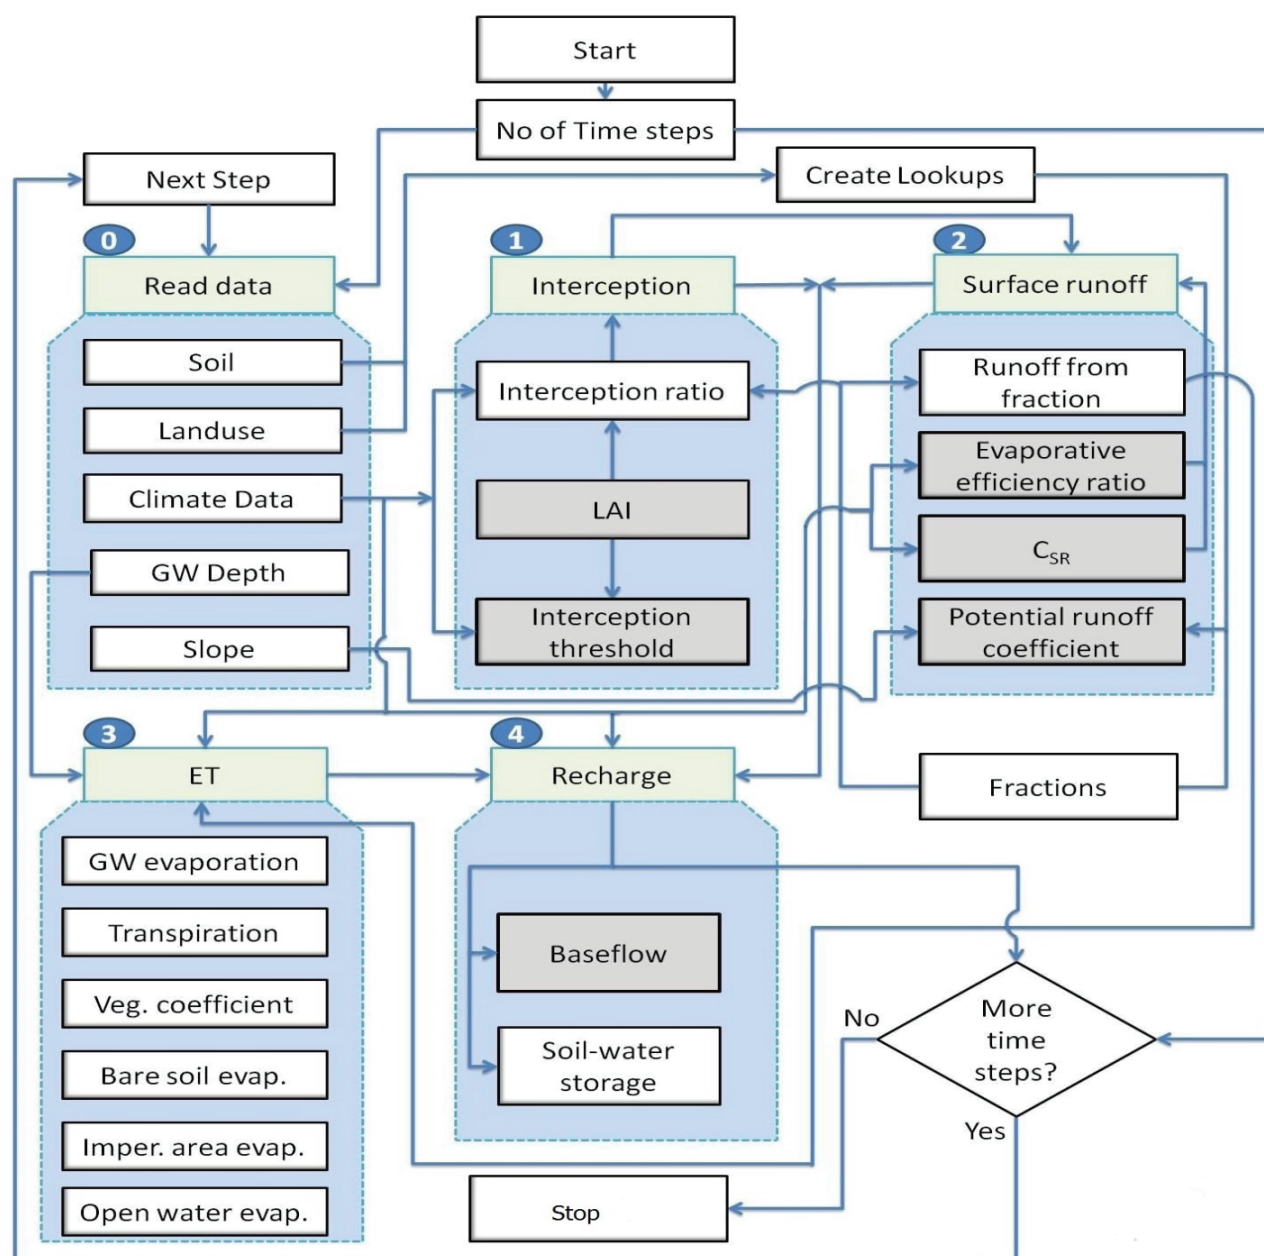 Start
No of Time steps
Next Step
Create Lookups
0
Read data
Soil
Landuse
Climate Data
GW Depth
Slope
1
Interception
Interception ratio
LAI
Interception
threshold
2
Surface runoff
Runoff from
fraction
Evaporative
efficiency ratio
CSR
Potential runoff
coefficient
3
ET
GW evaporation
Transpiration
Veg. coefficient
Bare soil evap.
Imper. area evap.
Open water evap.
4
Recharge
Baseflow
Soil-water
storage
Fractions
More
time
steps?
No
Yes
Stop